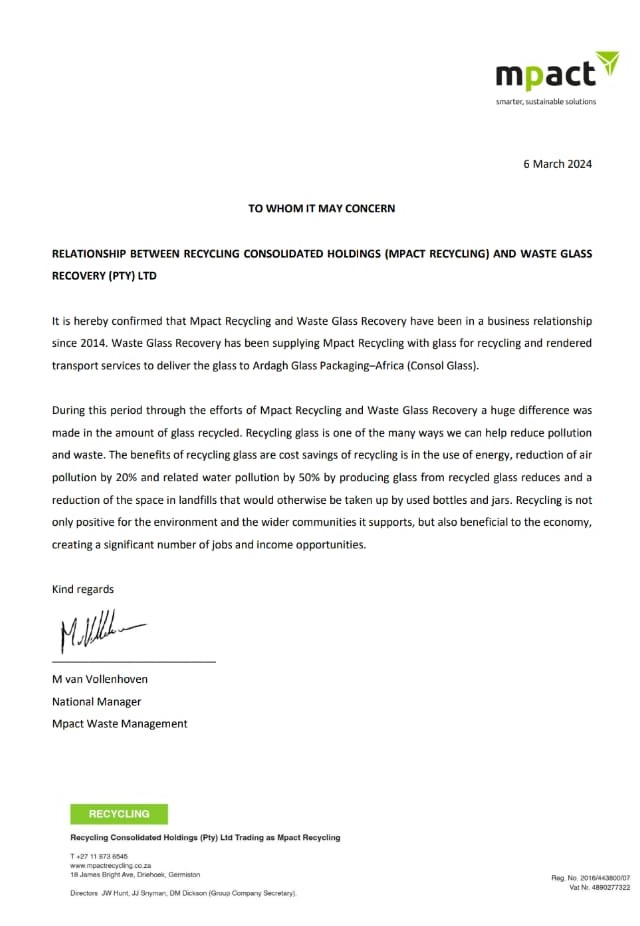 mpact
smarter, sustainable solutions
6 March 2024
TO WHOM IT MAY CONCERN
RELATIONSHIP BETWEEN RECYCLING CONSOLIDATED HOLDINGS (MPACT RECYCLING) AND WASTE GLASS
RECOVERY (PTY) LTD
It is hereby confirmed that Mpact Recycling and Waste Glass Recovery have been in a business relationship
since 2014. Waste Glass Recovery has been supplying Mpact Recycling with glass for recycling and rendered
transport services to deliver the glass to Ardagh Glass Packaging–Africa (Consol Glass).
During this period through the efforts of Mpact Recycling and Waste Glass Recovery a huge difference was
made in the amount of glass recycled. Recycling glass is one of the many ways we can help reduce pollution
and waste. The benefits of recycling glass are cost savings of recycling is in the use of energy, reduction of air
pollution by 20% and related water pollution by 50% by producing glass from recycled glass reduces and a
reduction of the space in landfills that would otherwise be taken up by used bottles and jars. Recycling is not
only positive for the environment and the wider communities it supports, but also beneficial to the economy,
creating a significant number of jobs and income opportunities.
Kind regards
M van Vollenhoven
National Manager
Mpact Waste Management
RECYCLING
Recycling Consolidated Holdings (Pty) Ltd Trading as Mpact Recycling
T +27 11 873 6545
www.mpactrecycling.co.za
18 James Bright Ave, Driehoek, Germiston
Directors JW Hunt, JJ Snyman, DM Dickson (Group Company Secretary).
Reg. No. 2016/443800/07
Vat Nr. 4890277322